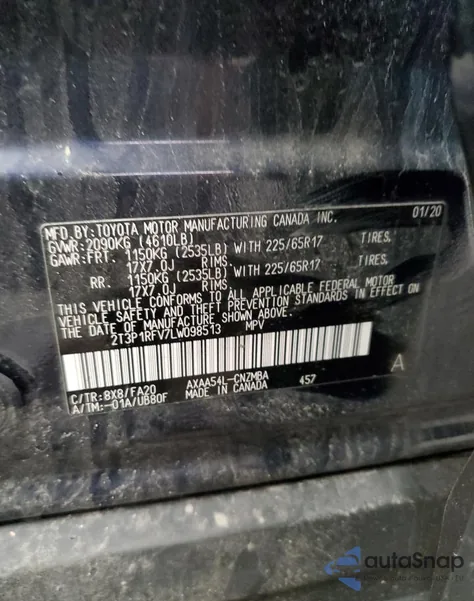 MFD.BY:TOYOTA MOTOR MANUFACTURING CANADA INC. 01/20
GVWR:2090KG (4610LB)
GAWR:FRT. 1150KG (2535LB) WITH 225/65R17 TIRES.
17X7.0J RIMS
RR. 1150KG (2535LB) WITH 225/65R17 TIRES.
17X7.0J RIMS
THIS VEHICLE CONFORMS TO ALL APPLICABLE FEDERAL MOTOR
VEHICLE SAFETY AND THEFT PREVENTION STANDARDS IN EFFECT ON
THE DATE OF MANUFACTURE SHOWN ABOVE.
2T3P1RFV7LW098513 MPV
A
C/TR:8X8/FA20 AXAA54L-CNZMBA 457
A/TM:-01A/UB80F MADE IN CANADA
autaSnap